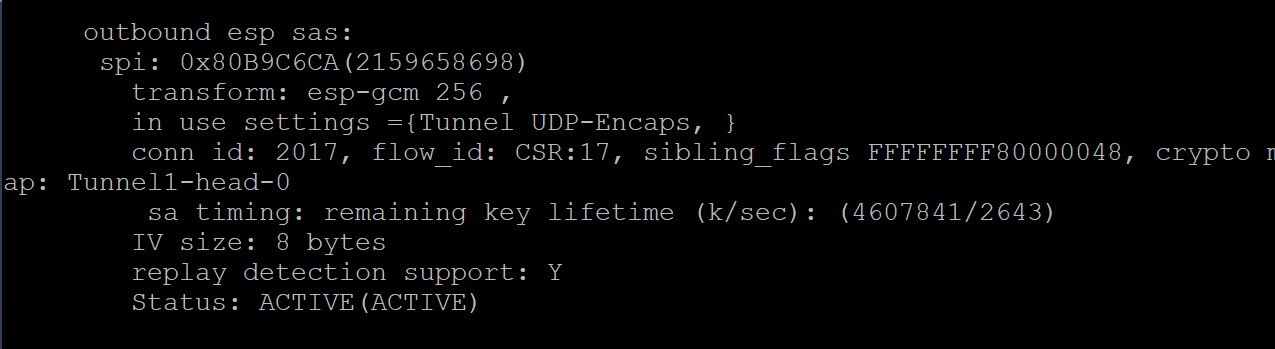 outbound esp sas:
spi: 0x80B9C6CA(2159658698)
transform: esp-gcm 256 ,
in use settings ={Tunnel UDP-Encaps, }
conn id: 2017, flow_id: CSR:17, sibling_flags FFFFFFFF80000048, crypto m
ap: Tunnel1-head-0
sa timing: remaining key lifetime (k/sec): (4607841/2643)
IV size: 8 bytes
replay detection support: Y
Status: ACTIVE(ACTIVE)